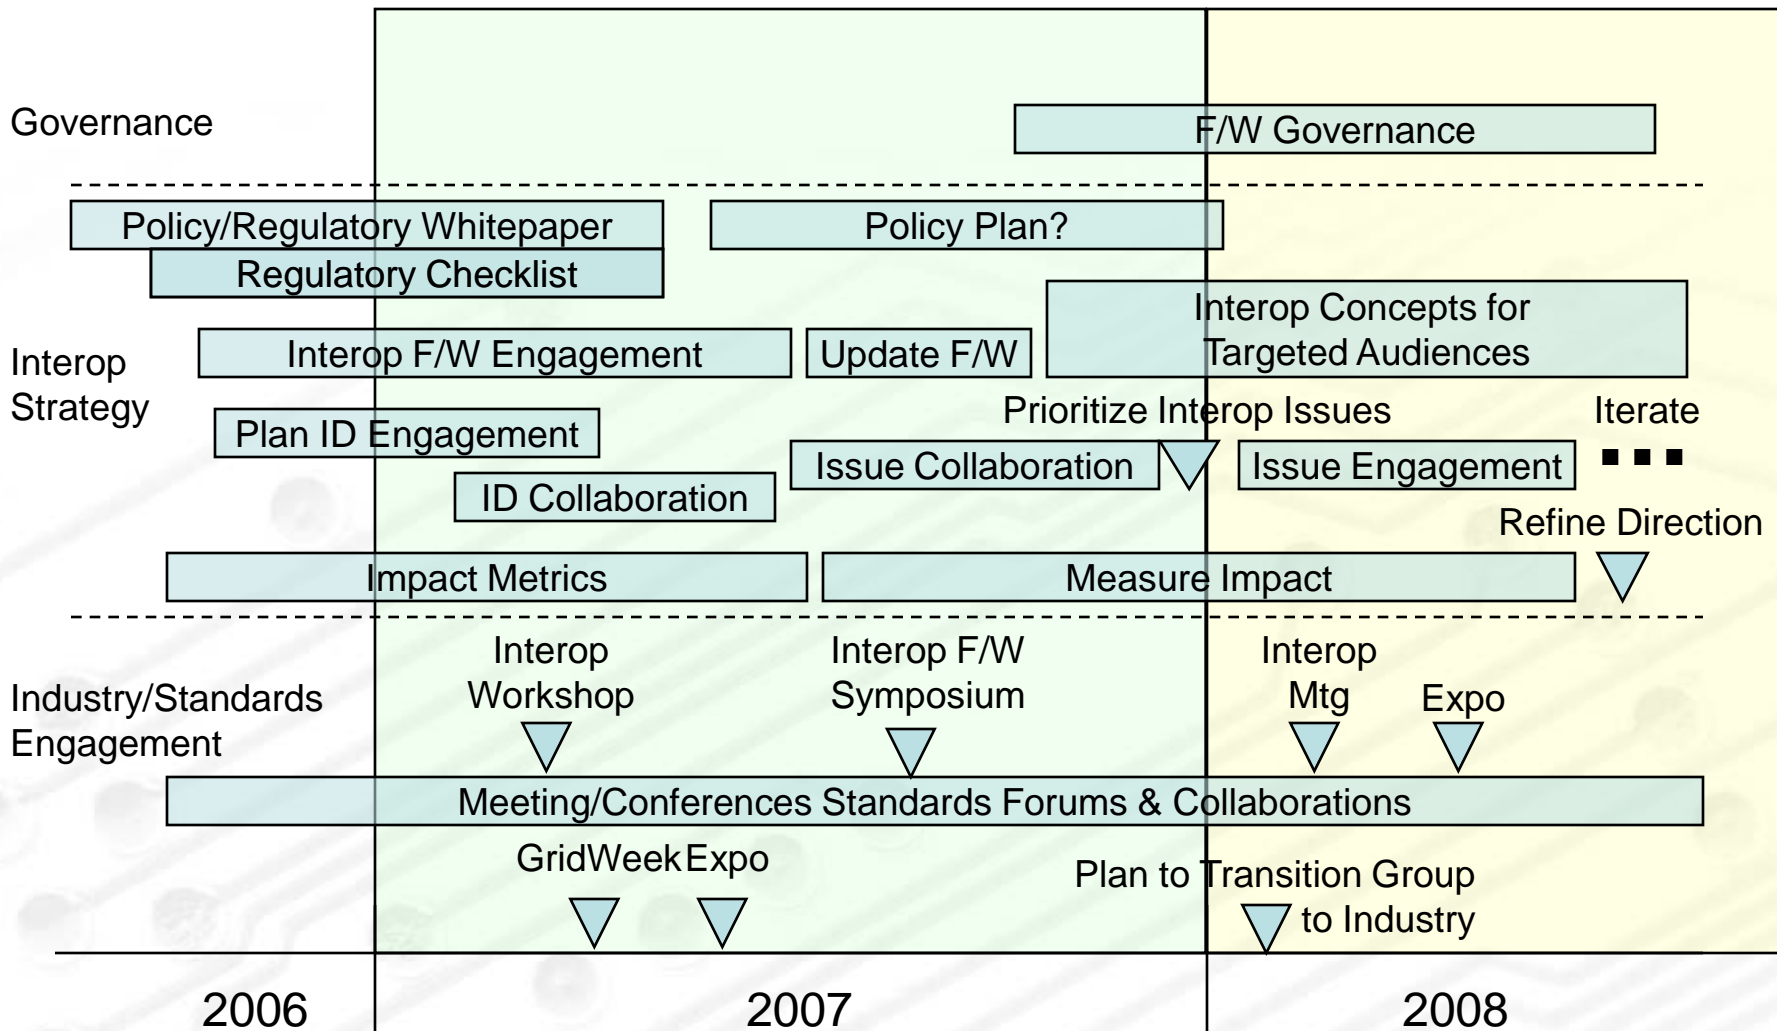 Governance
F/W Governance
Policy/Regulatory Whitepaper
Policy Plan?
Regulatory Checklist
Interop Concepts for
Targeted Audiences
Interop
Strategy
Interop F/W Engagement
Update F/W
Prioritize Interop Issues
Iterate
Plan ID Engagement
Issue Collaboration
Issue Engagement
...
ID Collaboration
Refine Direction
Impact Metrics
Measure Impact
Interop
Workshop
Interop F/W
Symposium
Interop
Mtg
Expo
Industry/Standards
Engagement
Meeting/Conferences Standards Forums & Collaborations
GridWeek
Expo
Plan to Transition Group
to Industry
2006
2007
2008